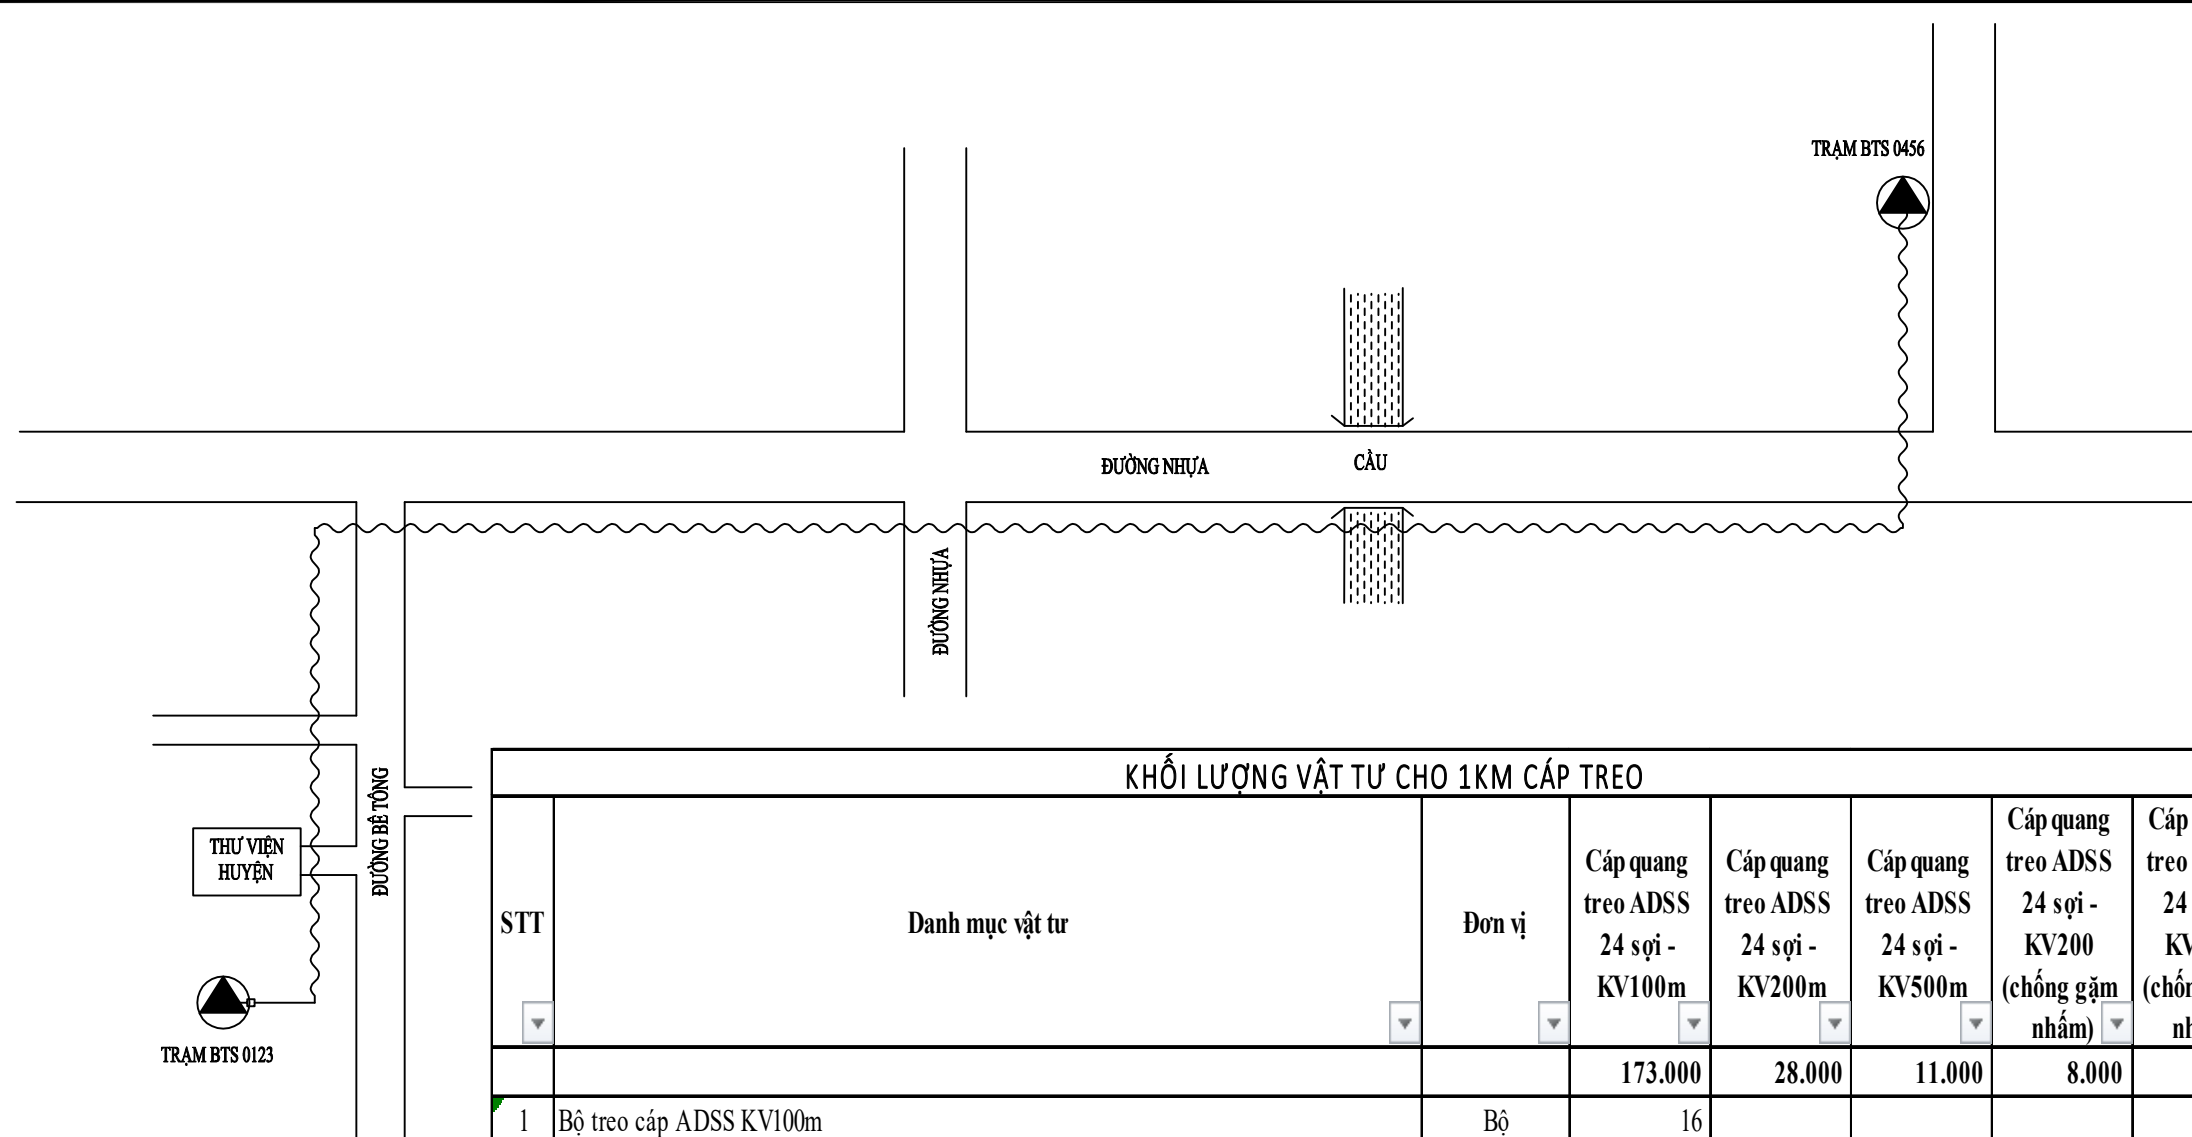 TRẠM BTS 0456
ĐƯỜNG NHỰA
CẦU
ĐƯỜNG NHỰA
ĐƯỜNG BÊ TÔNG
THƯ VIỆN
HUYỆN
TRẠM BTS 0123
KHỐI LƯỢNG VẬT TƯ CHO 1KM CÁP TREO
STT
Danh mục vật tư
Đơn vị
Cáp quang
treo ADSS
24 sợi -
KV100m
Cáp quang
treo ADSS
24 sợi -
KV200m
Cáp quang
treo ADSS
24 sợi -
KV500m
Cáp quang
treo ADSS
24 sợi -
KV200
(chống gặm
nhấm)
Cáp
treo
24
173.000 28.000 11.000 8.000
1 Bộ treo cáp ADSS KV100m Bộ 16